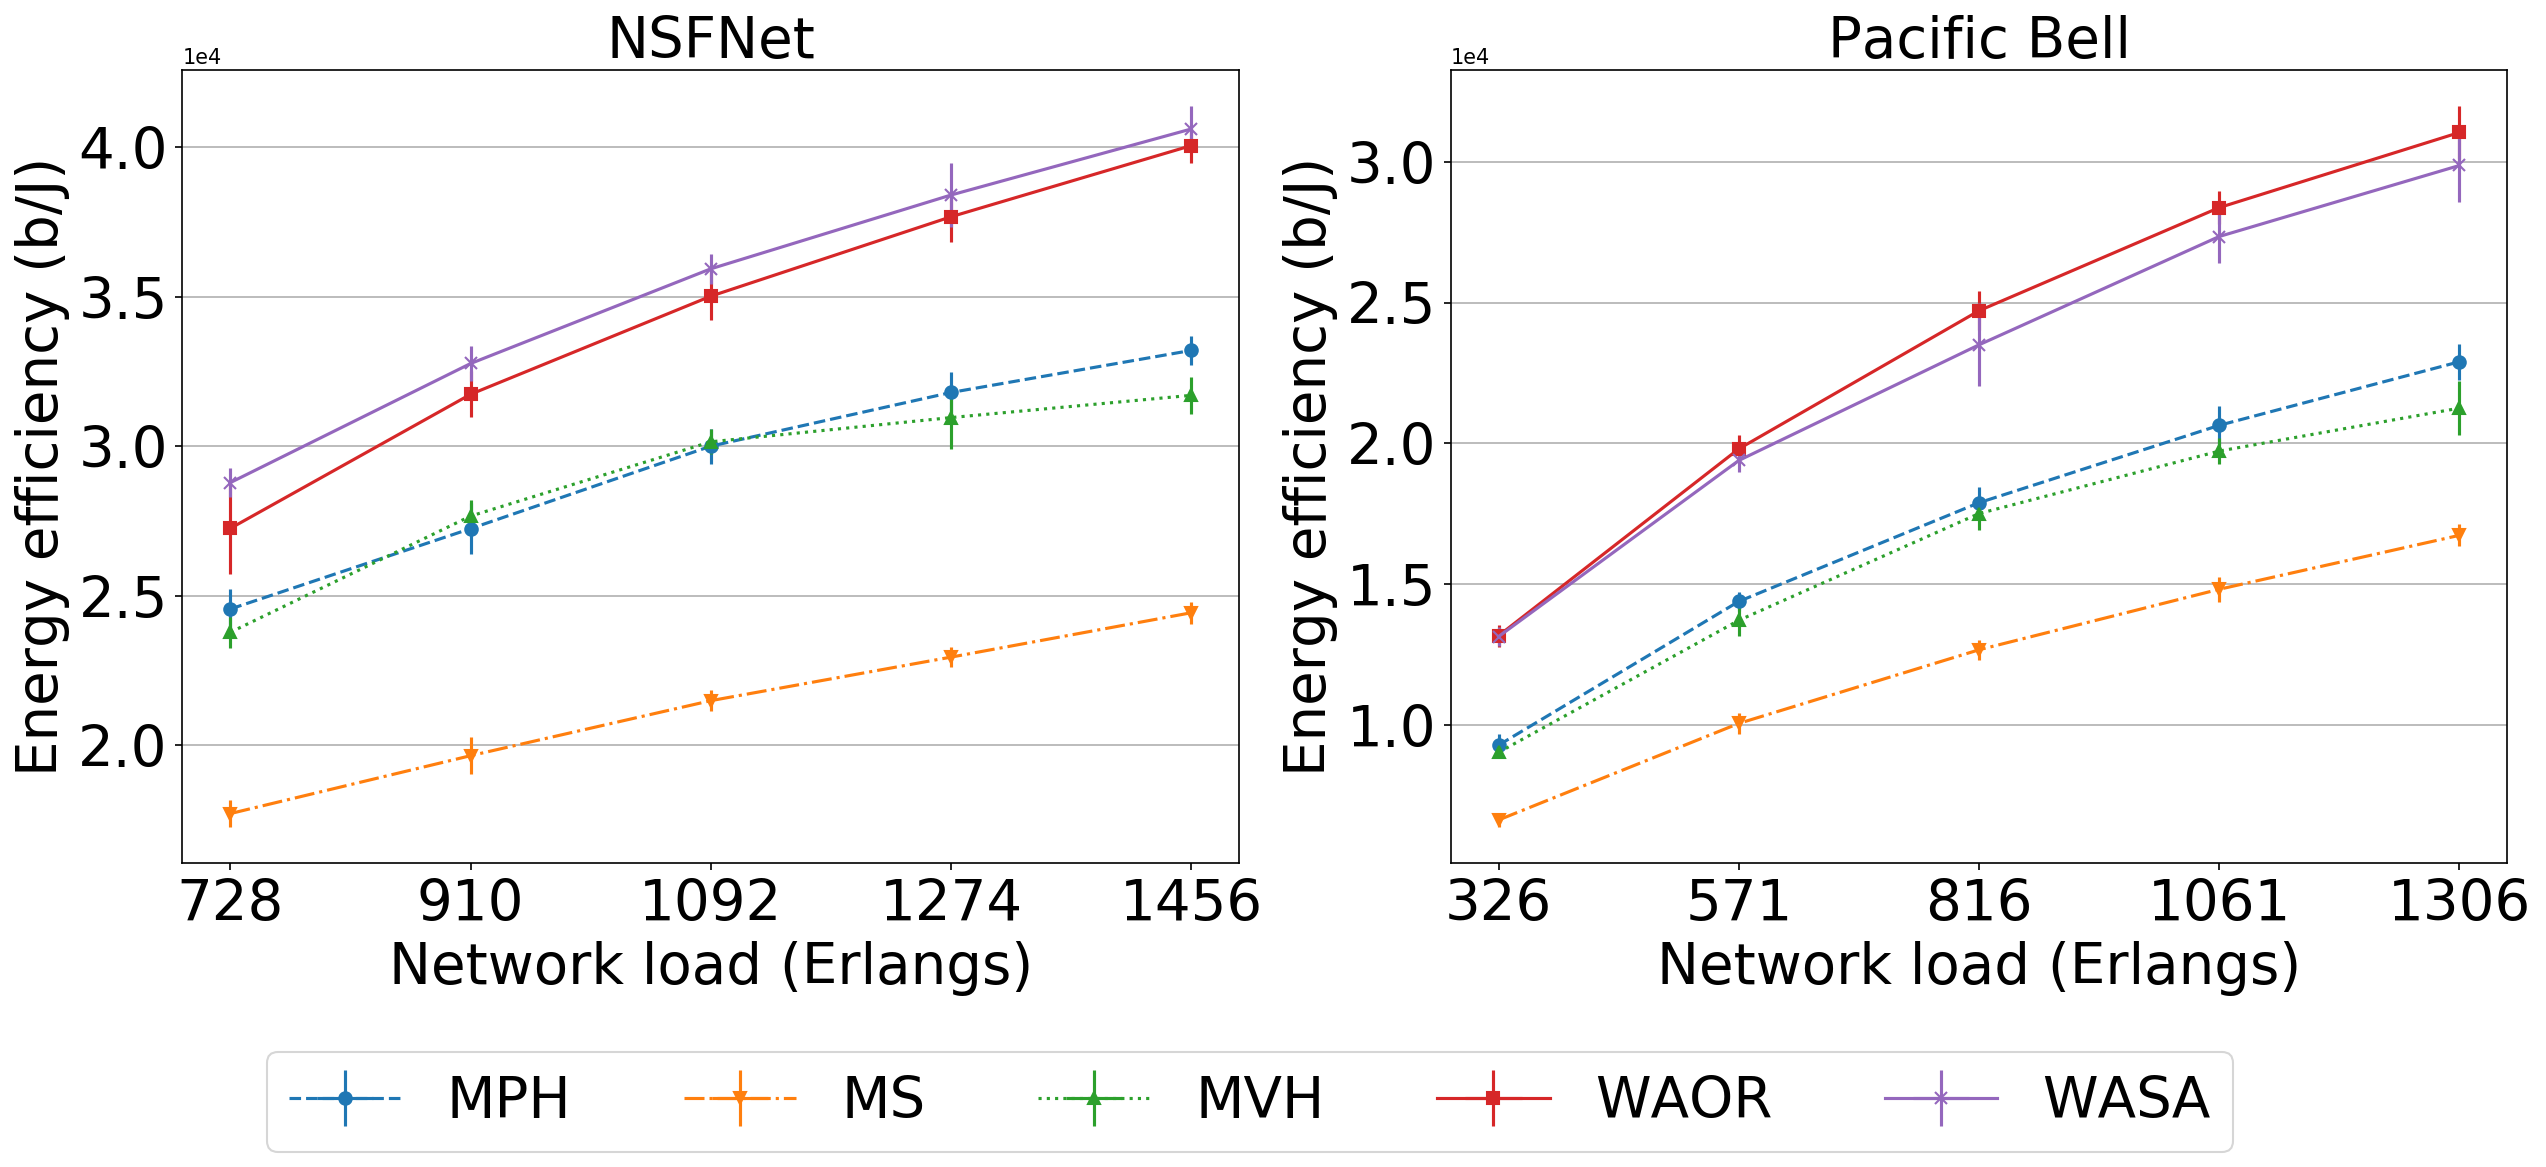 NSFNet
1e4
4.0
3.5
3.0
2.5
2.0
Energy efficiency (b/J)
728 910 1092 1274 1456
Network load (Erlangs)
Pacific Bell
1e4
3.0
2.5
2.0
1.5
1.0
Energy efficiency (b/J)
326 571 816 1061 1306
Network load (Erlangs)
MPH MS MVH WAOR WASA